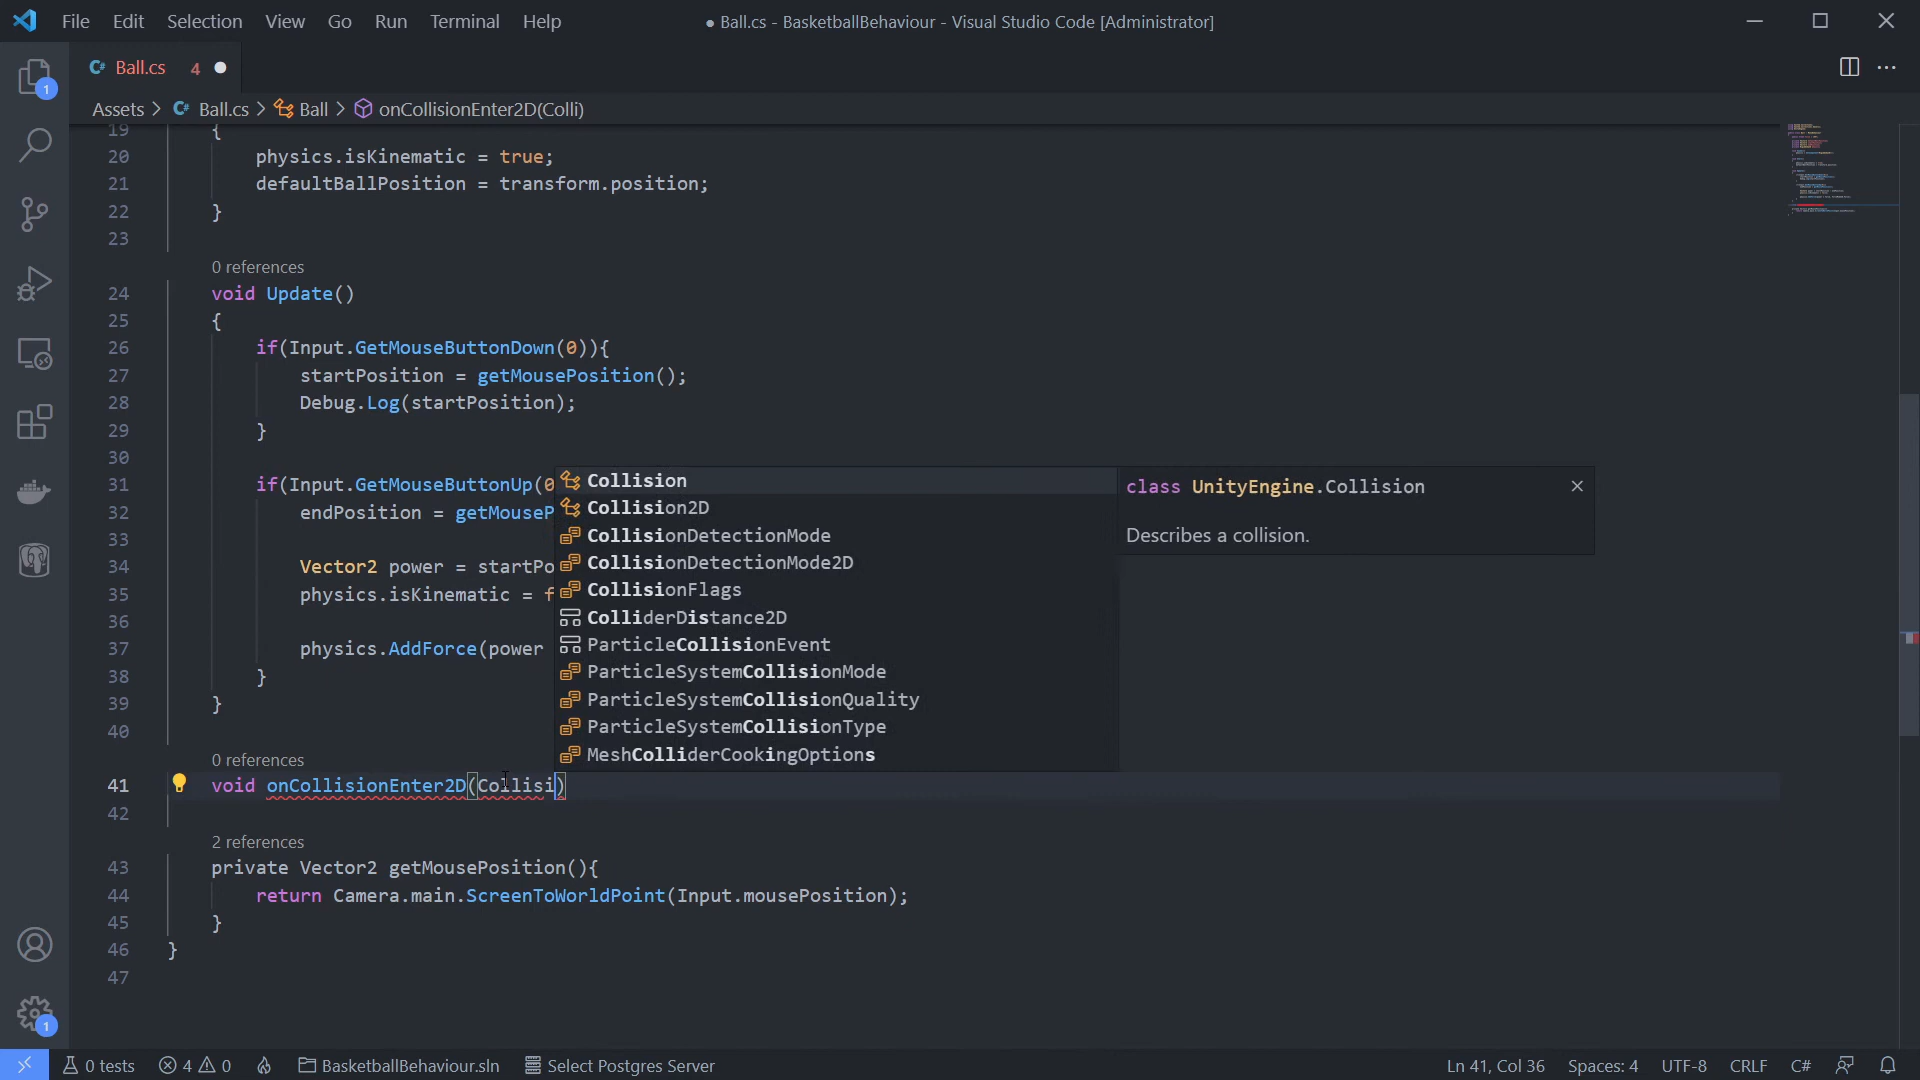 File Edit Selection View Go Run Terminal Help ● Ball.cs - BasketballBehaviour - Visual Studio Code [Administrator]
C# Ball.cs 4 ●
Assets > C# Ball.cs > Ball > onCollisionEnter2D(Colli)
1
19 {
20 physics.isKinematic = true;
21 defaultBallPosition = transform.position;
22 }
23
0 references
24 void Update()
25 {
26 if(Input.GetMouseButtonDown(0)){
27 startPosition = getMousePosition();
28 Debug.Log(startPosition);
29 }
30
31 if(Input.GetMouseButtonUp(0
32 endPosition = getMouseP
33
34 Vector2 power = startPo
35 physics.isKinematic = f
36
37 physics.AddForce(power
38 }
39 }
40
Collision
Collision2D
CollisionDetectionMode
CollisionDetectionMode2D
CollisionFlags
ColliderDistance2D
ParticleCollisionEvent
ParticleSystemCollisionMode
ParticleSystemCollisionQuality
ParticleSystemCollisionType
MeshColliderCookingOptions
class UnityEngine.Collision
Describes a collision.
0 references
41 void onCollisionEnter2D(Collisi)
42
2 references
43 private Vector2 getMousePosition(){
44 return Camera.main.ScreenToWorldPoint(Input.mousePosition);
45 }
46 }
47
1
0 tests 4 0 BasketballBehaviour.sln Select Postgres Server Ln 41, Col 36 Spaces: 4 UTF-8 CRLF C#